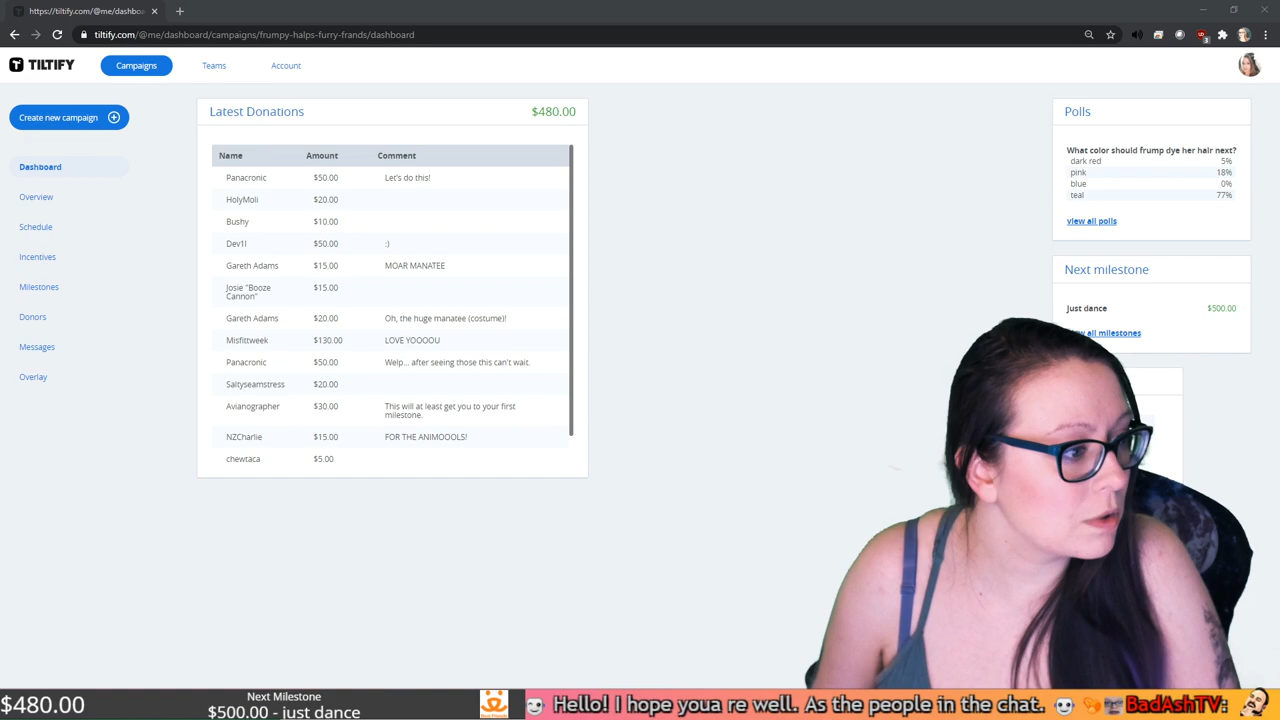 https://tiltify.com/@me/dashbo
tiltify.com/@me/dashboard/campaigns/frumpy-halps-furry-frands/dashboard
3
TILTIFY
Campaigns
Teams
Account
Create new campaign
Dashboard
Overview
Schedule
Incentives
Milestones
Donors
Messages
Overlay
Latest Donations $480.00
Name Amount Comment
Panacronic $50.00 Let's do this!
HolyMoli $20.00
Bushy $10.00
Dev1l $50.00 :)
Gareth Adams $15.00 MOAR MANATEE
Josie "Booze $15.00
Cannon"
Gareth Adams $20.00 Oh, the huge manatee (costume)!
Misfittweek $130.00 LOVE YOOOOU
Panacronic $50.00 Welp... after seeing those this can't wait.
Saltyseamstress $20.00
Avianographer $30.00 This will at least get you to your first
milestone.
NZCharlie $15.00 FOR THE ANIMOOOLS!
chewtaca $5.00
Polls
What color should frump dye her hair next?
dark red 5%
pink 18%
blue 0%
teal 77%
view all polls
Next milestone
Just dance $500.00
all milestones
$480.00
Next Milestone
$500.00 - just dance
Hello! I hope youa re well. As the people in the chat.
BadAshTV: